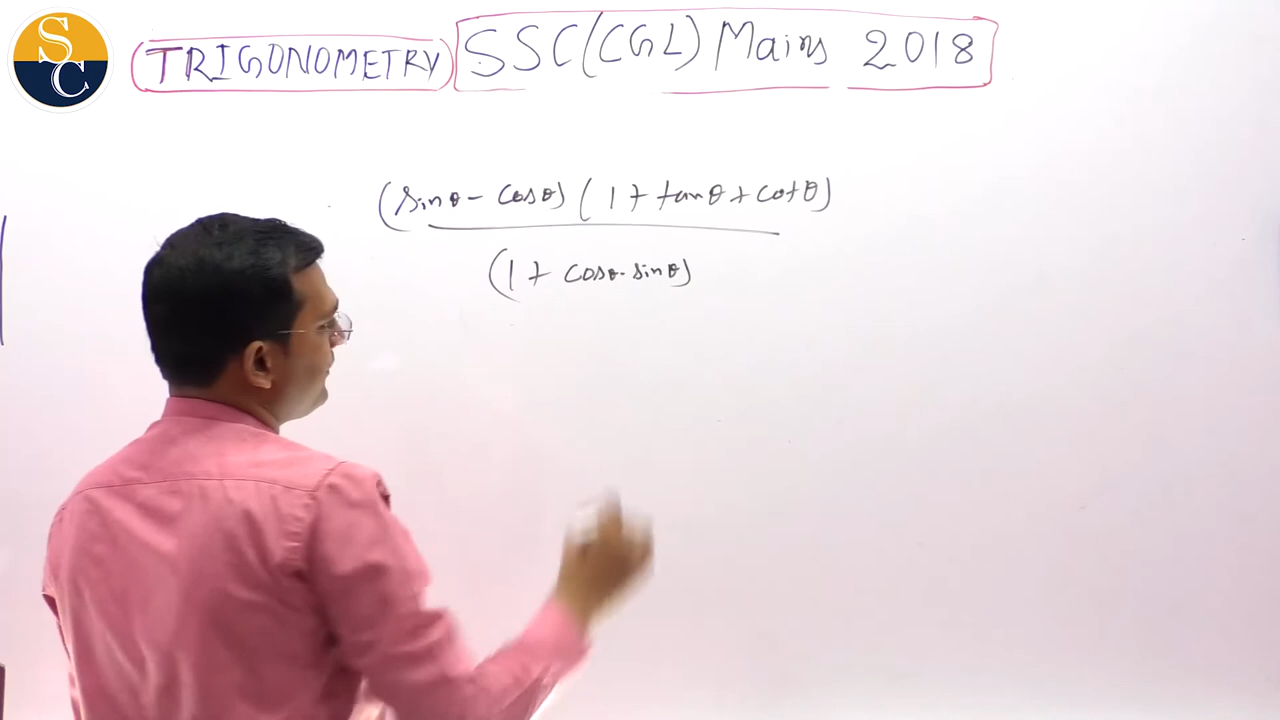 SC
(TRIGONOMETRY) SSC(CGL) Mains 2018
(sinθ - cosθ) (1 + tanθ + cotθ)
(1 + cosθ·sinθ)